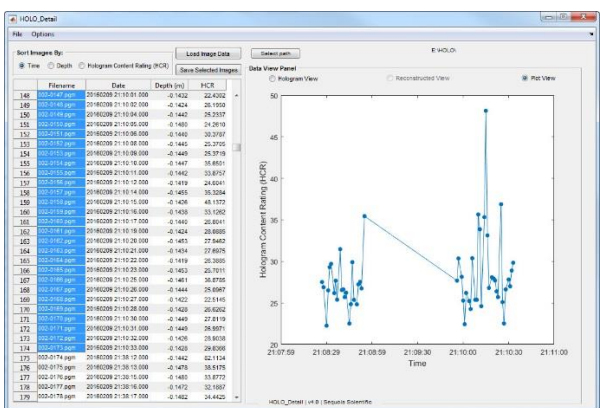 HOLO_Detail
File Options
Sort Images By:
Time Depth Hologram Content Rating (HCR)
Load Image Data
Save Selected Images
Select path
E:\HOLO\
Data View Panel
Hologram View Reconstructed View Plot View
Filename Date Depth [m] HCR
148 002-0147.pgm 20160209 21:10:01.000 -0.1432 22.4302
149 002-0148.pgm 20160209 21:10:02.000 -0.1424 28.1950
150 002-0149.pgm 20160209 21:10:04.000 -0.1442 25.2337
151 002-0150.pgm 20160209 21:10:05.000 -0.1460 24.2610
152 002-0151.pgm 20160209 21:10:06.000 -0.1440 30.3787
153 002-0152.pgm 20160209 21:10:08.000 -0.1445 25.3705
154 002-0153.pgm 20160209 21:10:09.000 -0.1449 25.3719
155 002-0154.pgm 20160209 21:10:10.000 -0.1447 35.6501
156 002-0155.pgm 20160209 21:10:11.000 -0.1442 33.8757
157 002-0156.pgm 20160209 21:10:12.000 -0.1419 24.6041
158 002-0157.pgm 20160209 21:10:14.000 -0.1455 35.3284
159 002-0158.pgm 20160209 21:10:15.000 -0.1426 48.1372
160 002-0159.pgm 20160209 21:10:16.000 -0.1438 33.1262
161 002-0160.pgm 20160209 21:10:17.000 -0.1440 26.8041
162 002-0161.pgm 20160209 21:10:19.000 -0.1424 28.0885
163 002-0162.pgm 20160209 21:10:20.000 -0.1453 27.8462
164 002-0163.pgm 20160209 21:10:21.000 -0.1434 27.6975
165 002-0164.pgm 20160209 21:10:22.000 -0.1419 26.3885
166 002-0165.pgm 20160209 21:10:23.000 -0.1453 25.7011
167 002-0166.pgm 20160209 21:10:25.000 -0.1461 36.8735
168 002-0167.pgm 20160209 21:10:26.000 -0.1444 25.0967
169 002-0168.pgm 20160209 21:10:27.000 -0.1422 22.5145
170 002-0169.pgm 20160209 21:10:28.000 -0.1428 26.6262
171 002-0170.pgm 20160209 21:10:30.000 -0.1449 27.8119
172 002-0171.pgm 20160209 21:10:31.000 -0.1449 26.9971
173 002-0172.pgm 20160209 21:10:32.000 -0.1426 28.9038
174 002-0173.pgm 20160209 21:10:33.000 -0.1428 29.8366
175 002-0174.pgm 20160209 21:38:12.000 -0.1442 82.1134
176 002-0175.pgm 20160209 21:38:13.000 -0.1478 38.5175
177 002-0176.pgm 20160209 21:38:15.000 -0.1480 33.8772
178 002-0177.pgm 20160209 21:38:16.000 -0.1472 32.1887
179 002-0178.pgm 20160209 21:38:17.000 -0.1482 34.4425
Hologram Content Rating (HCR)
50
45
40
35
30
25
20
21:07:59 21:08:29 21:08:59 21:09:30 21:10:00 21:10:30 21:11:00
Time
HOLO_Detail | v4.0 | Sequoia Scientific